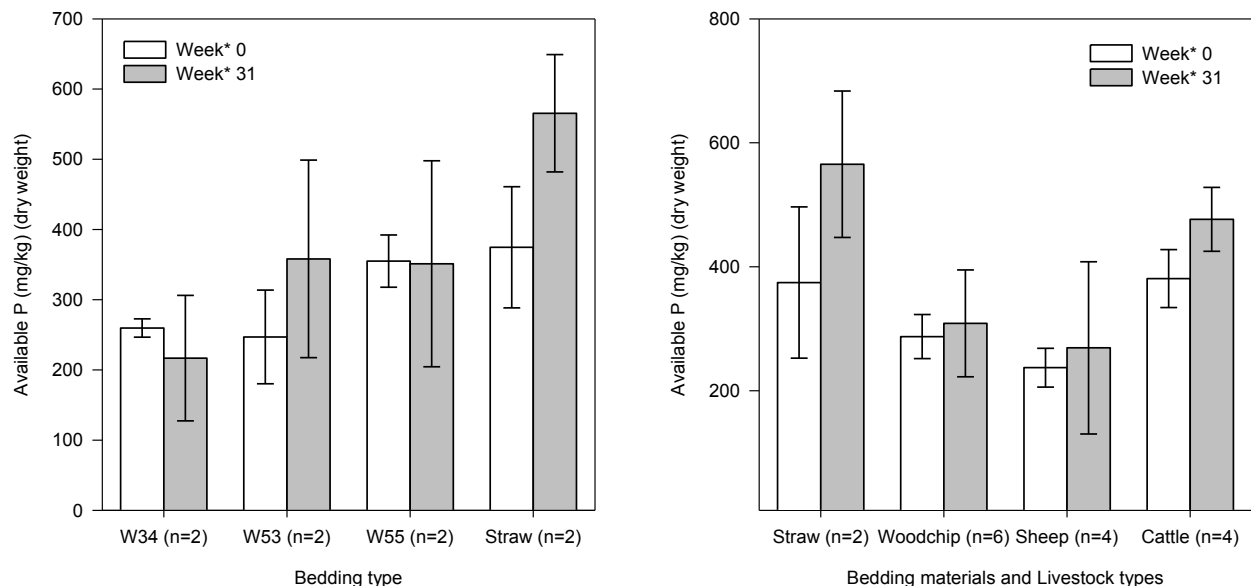 700
600
500
400
300
200
100
0
Available P (mg/kg) (dry weight)
Week* 0
Week* 31
W34 (n=2) W53 (n=2) W55 (n=2) Straw (n=2)
Bedding type
800
600
400
200
Available P (mg/kg) (dry weight)
Week* 0
Week* 31
Straw (n=2) Woodchip (n=6) Sheep (n=4) Cattle (n=4)
Bedding materials and Livestock types